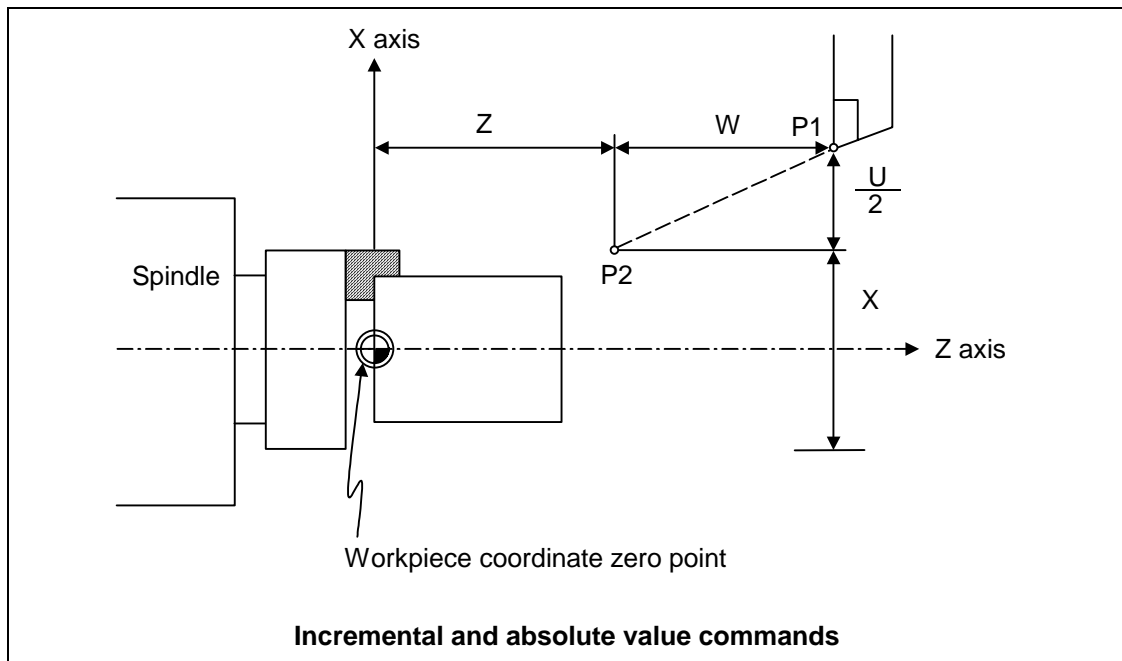 X axis
Z
W
P1
U
2
Spindle
P2
X
Z axis
Workpiece coordinate zero point
Incremental and absolute value commands